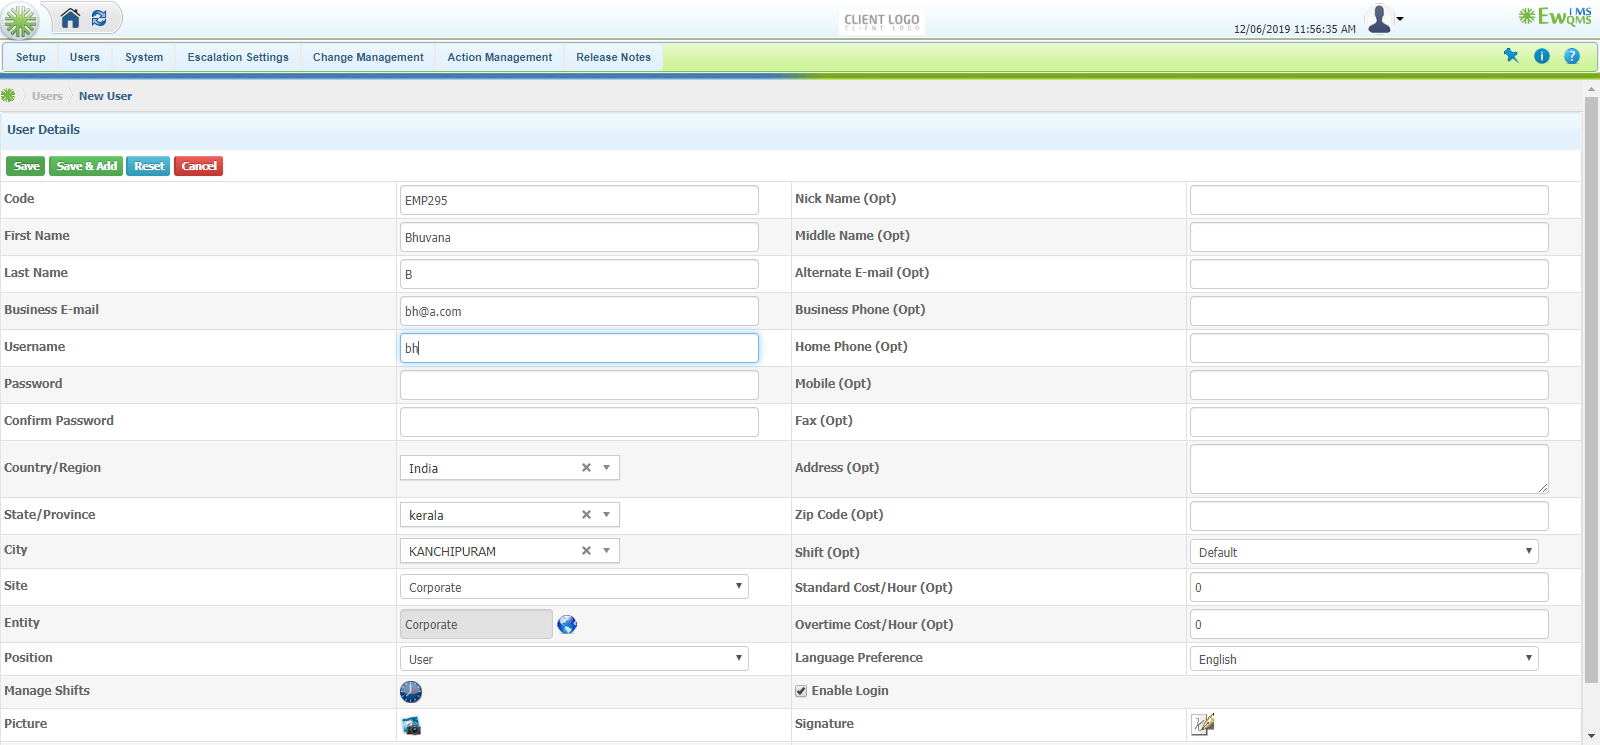 CLIENT LOGO
CLIENT LOGO
12/06/2019 11:56:35 AM
EwQMS
IMS
Setup Users System Escalation Settings Change Management Action Management Release Notes
Users New User
User Details
Save Save & Add Reset Cancel
Code EMP295 Nick Name (Opt)
First Name Bhuvana Middle Name (Opt)
Last Name B Alternate E-mail (Opt)
Business E-mail bh@a.com Business Phone (Opt)
Username bh Home Phone (Opt)
Password Mobile (Opt)
Confirm Password Fax (Opt)
Country/Region India Address (Opt)
State/Province kerala Zip Code (Opt)
City KANCHIPURAM Shift (Opt) Default
Site Corporate Standard Cost/Hour (Opt) 0
Entity Corporate Overtime Cost/Hour (Opt) 0
Position User Language Preference English
Manage Shifts Enable Login
Picture Signature